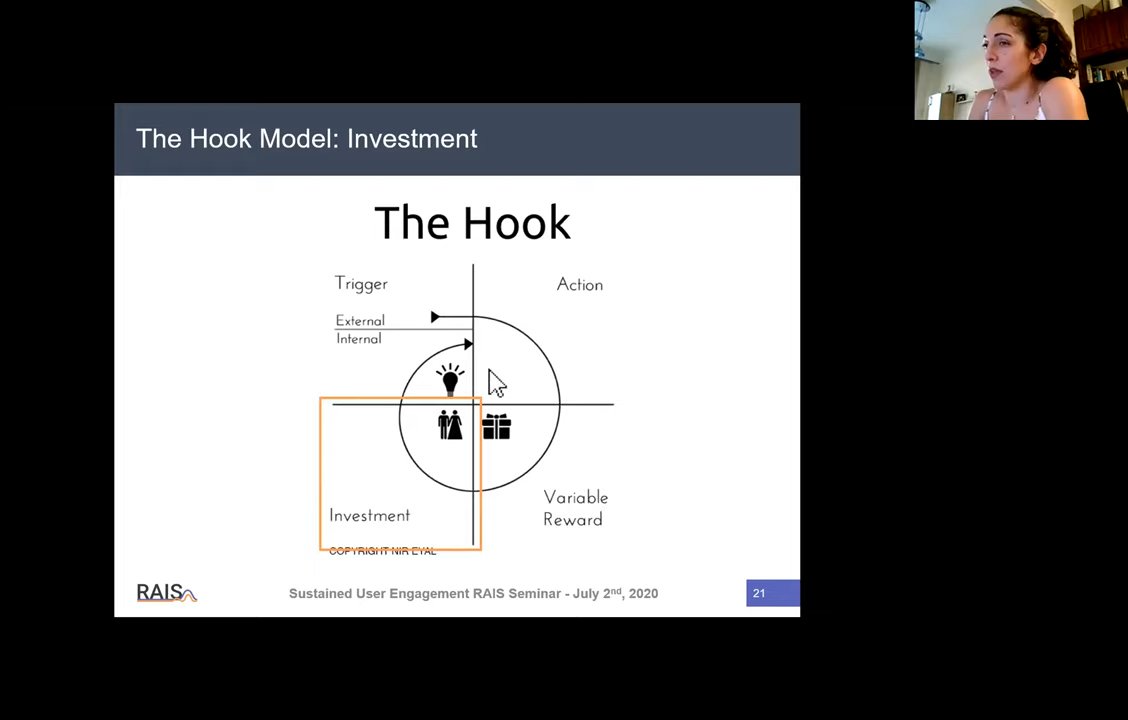 The Hook Model: Investment
The Hook
Trigger
Action
External
Internal
Investment
Variable
Reward
COPYRIGHT NIR EYAL
RAIS
Sustained User Engagement RAIS Seminar - July 2nd, 2020
21